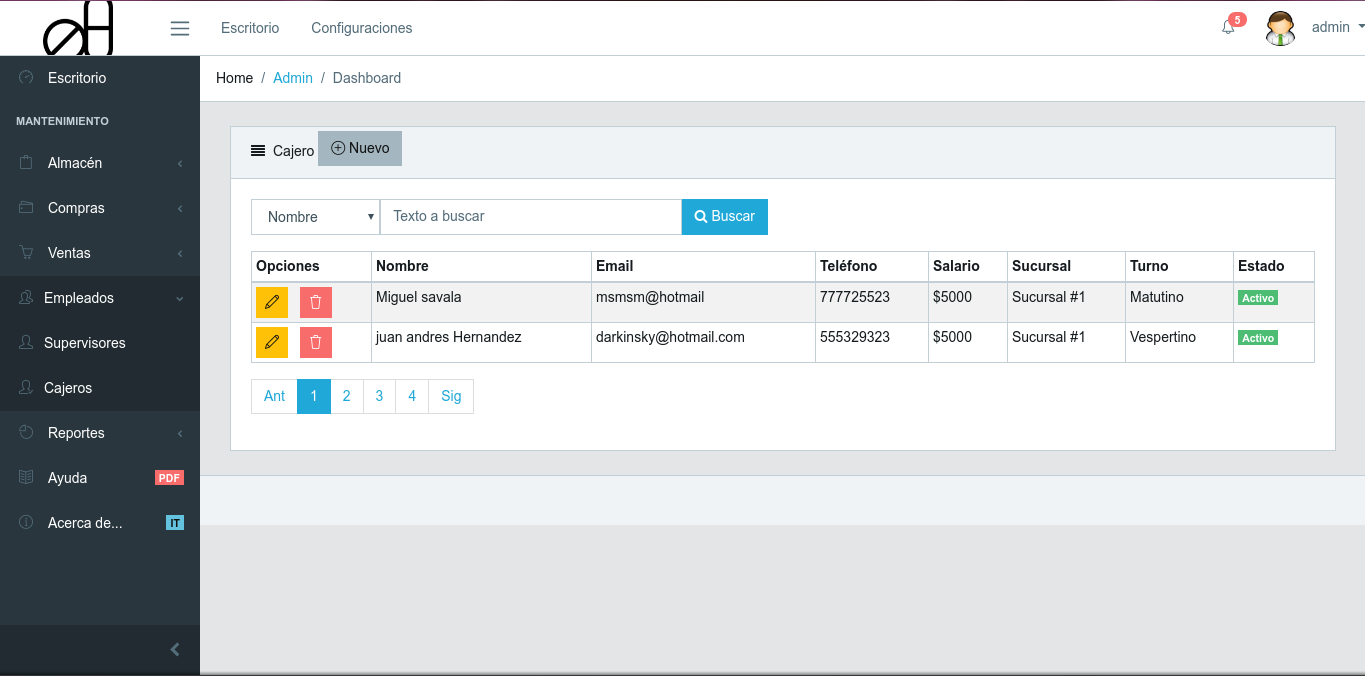 Escritorio Configuraciones 5 admin
Escritorio
Home / Admin / Dashboard
MANTENIMIENTO
Almacén
Compras
Ventas
Empleados
Supervisores
Cajeros
Reportes
Ayuda PDF
Acerca de... IT
Cajero Nuevo
Nombre Texto a buscar Buscar
Opciones Nombre Email Teléfono Salario Sucursal Turno Estado
Miguel savala msmsm@hotmail 777725523 $5000 Sucursal #1 Matutino Activo
juan andres Hernandez darkinsky@hotmail.com 555329323 $5000 Sucursal #1 Vespertino Activo
Ant 1 2 3 4 Sig